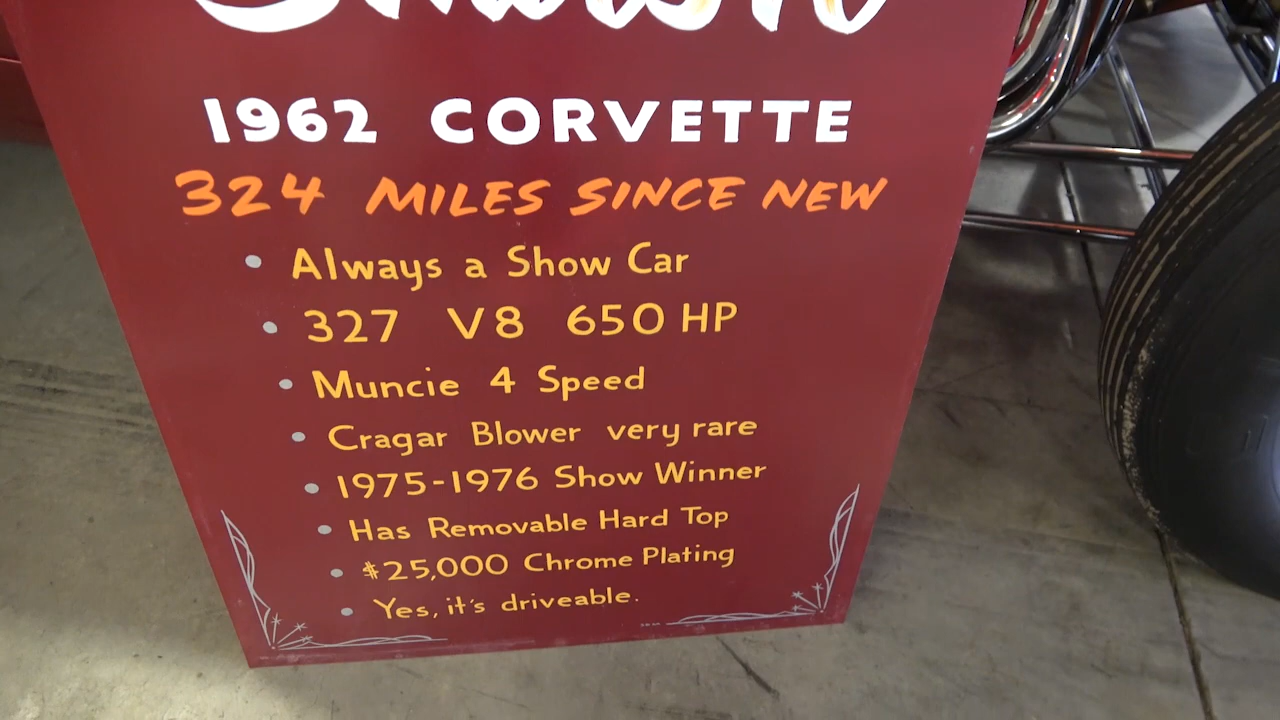 1962 CORVETTE
324 MILES SINCE NEW
• Always a Show Car
• 327 V8 650 HP
• Muncie 4 Speed
• Cragar Blower very rare
• 1975-1976 Show Winner
• Has Removable Hard Top
• $25,000 Chrome Plating
• Yes, it's driveable.